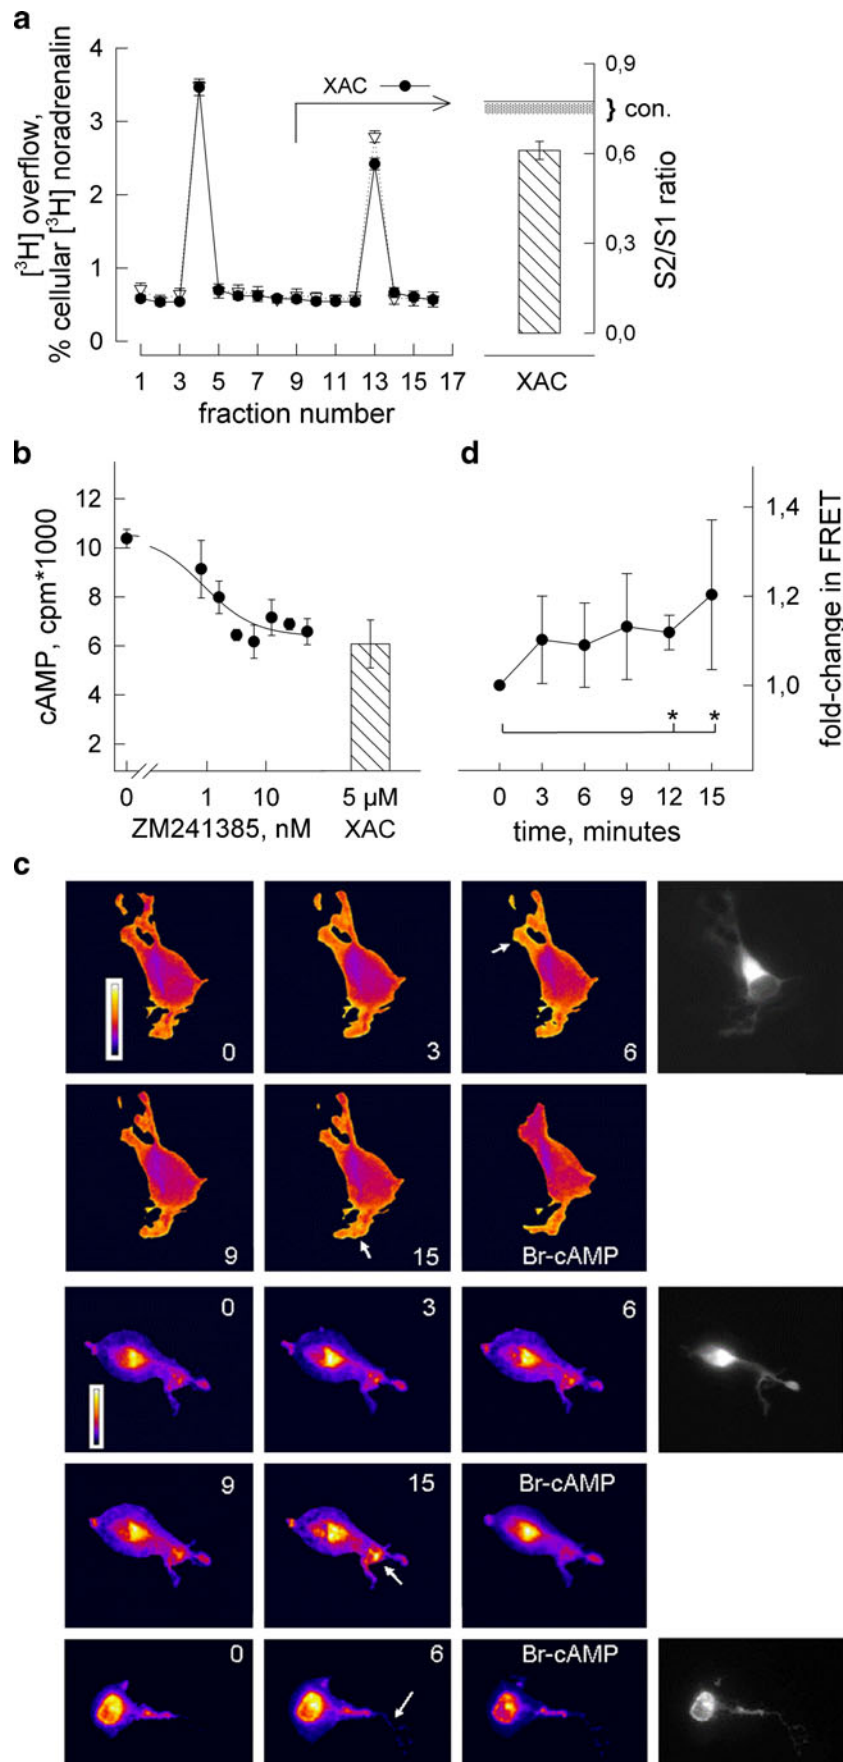 a
[³H] overflow,
% cellular [³H] noradrenalin
4
3
2
1
0
XAC
1 3 5 7 9 11 13 15 17
fraction number
0,9
0,6
0,3
0,0
} con.
S2/S1 ratio
XAC
b
cAMP, cpm*1000
12
10
8
6
4
2
0 1 10 5 µM
ZM241385, nM XAC
d
1,4
1,2
1,0
fold-change in FRET
* *
0 3 6 9 12 15
time, minutes
c
0 3 6
9 15 Br-cAMP
0 3 6
9 15 Br-cAMP
0 6 Br-cAMP